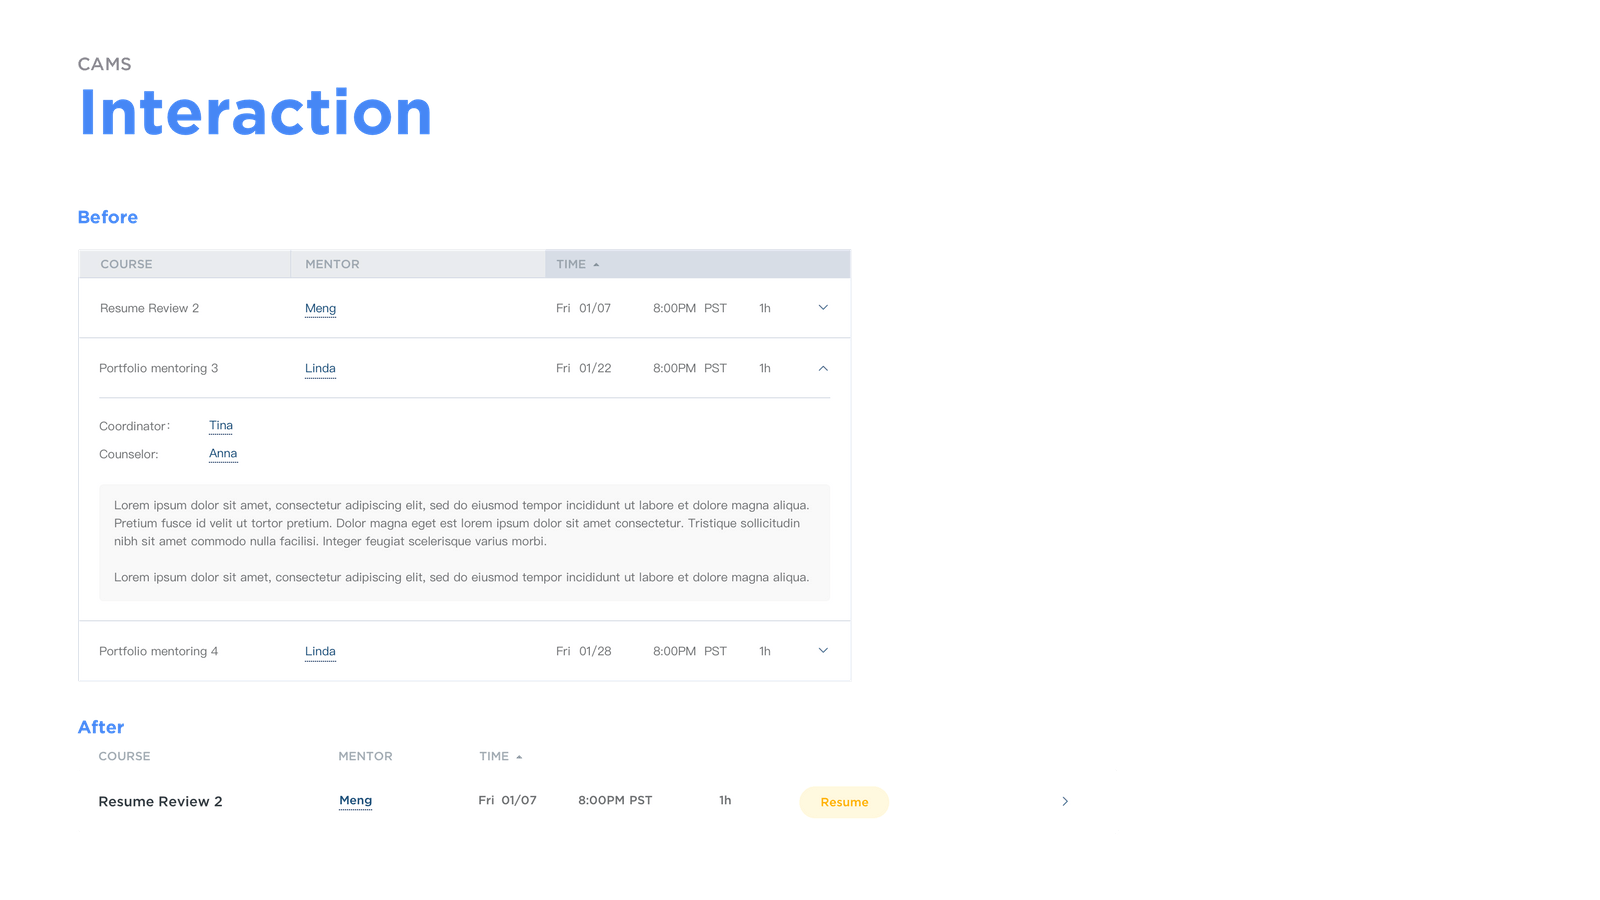 CAMS
Interaction
Before
COURSE MENTOR TIME
Resume Review 2 Meng Fri 01/07 8:00PM PST 1h
Portfolio mentoring 3 Linda Fri 01/22 8:00PM PST 1h
Coordinator: Tina
Counselor: Anna
Lorem ipsum dolor sit amet, consectetur adipiscing elit, sed do eiusmod tempor incididunt ut labore et dolore magna aliqua.
Pretium fusce id velit ut tortor pretium. Dolor magna eget est lorem ipsum dolor sit amet consectetur. Tristique sollicitudin
nibh sit amet commodo nulla facilisi. Integer feugiat scelerisque varius morbi.
Lorem ipsum dolor sit amet, consectetur adipiscing elit, sed do eiusmod tempor incididunt ut labore et dolore magna aliqua.
Portfolio mentoring 4 Linda Fri 01/28 8:00PM PST 1h
After
COURSE MENTOR TIME
Resume Review 2 Meng Fri 01/07 8:00PM PST 1h Resume